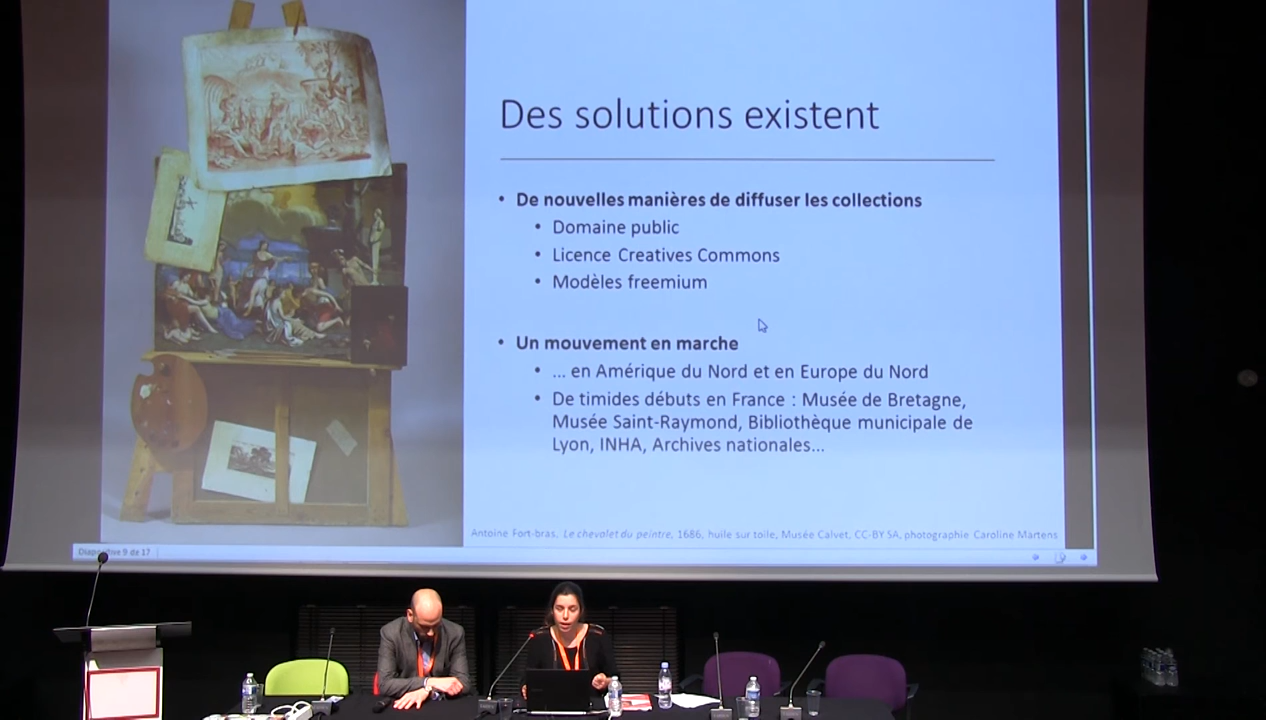 Des solutions existent
• De nouvelles manières de diffuser les collections
• Domaine public
• Licence Creatives Commons
• Modèles freemium
• Un mouvement en marche
• ... en Amérique du Nord et en Europe du Nord
• De timides débuts en France : Musée de Bretagne,
Musée Saint-Raymond, Bibliothèque municipale de
Lyon, INHA, Archives nationales...
Antoine Fort-bras, Le chevalet du peintre, 1686, huile sur toile, Musée Calvet, CC-BY SA, photographie Caroline Martens
9 de 17